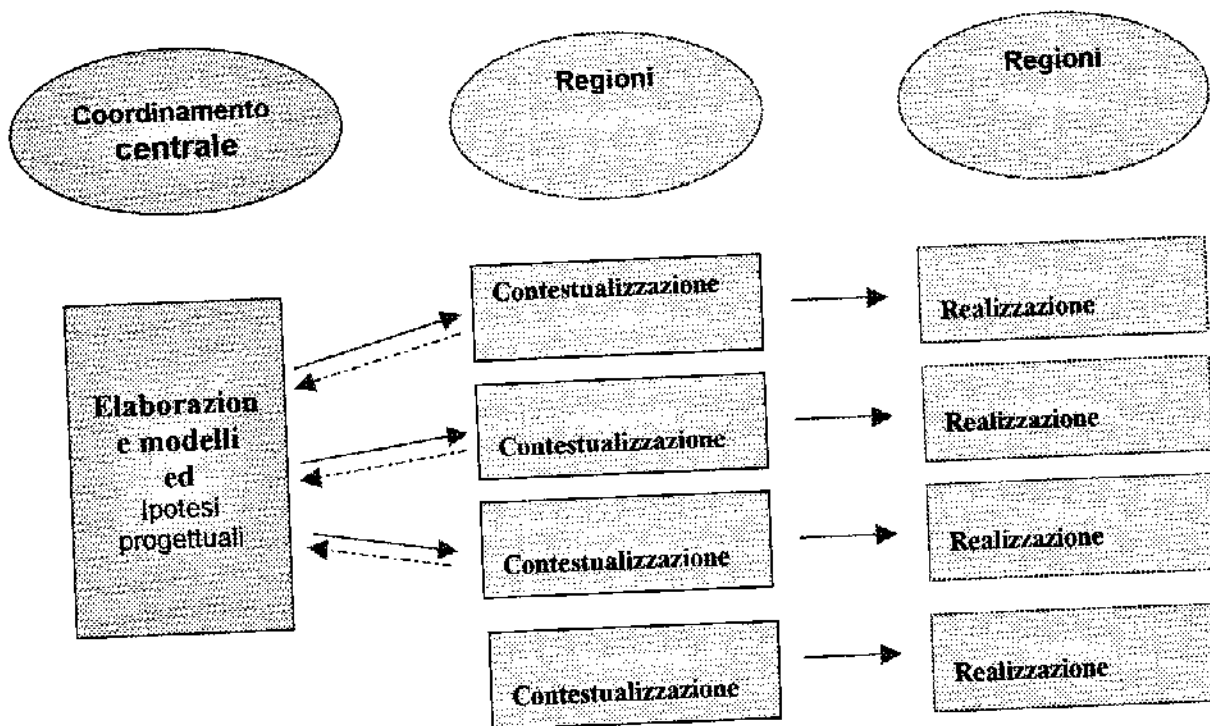 Coordinamento
centrale
Regioni
Regioni
Elaborazion
e modelli
ed
Ipotesi
progettuali
Contestualizzazione
Realizzazione
Contestualizzazione
Realizzazione
Contestualizzazione
Realizzazione
Contestualizzazione
Realizzazione